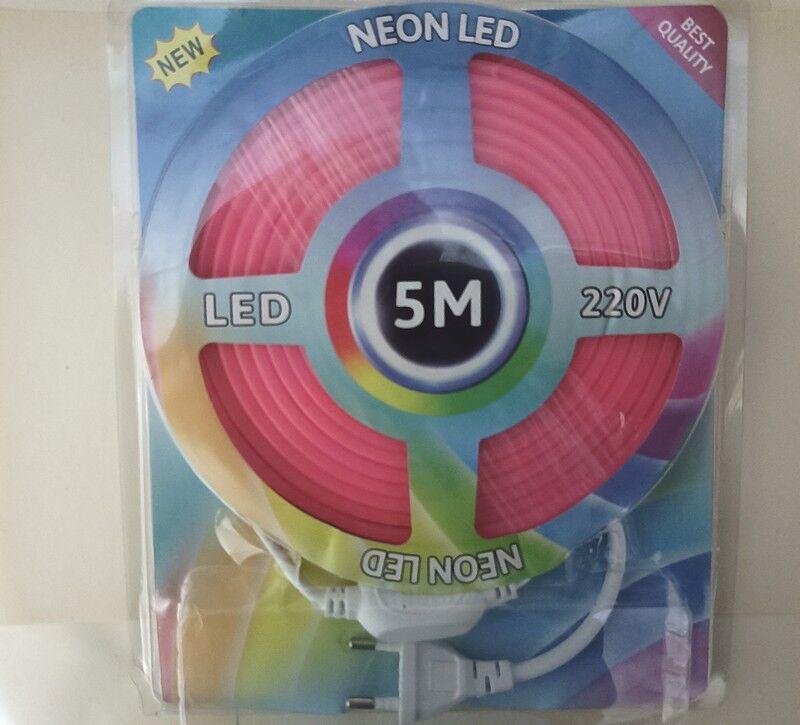 NEW
NEON LED
BEST
QUALITY
LED
5M
220V
NEON LED